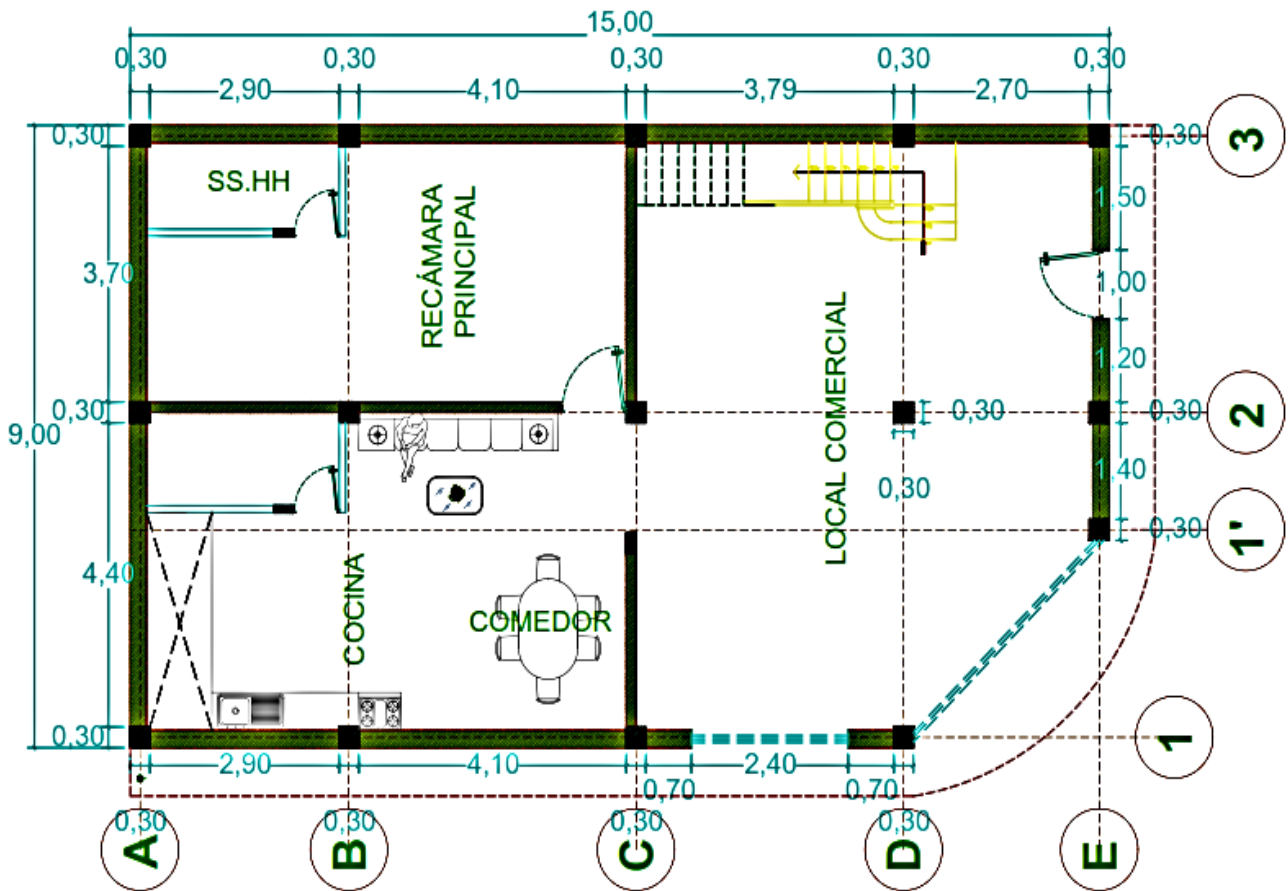 15,00
0,30 0,30 0,30 0,30 0,30
2,90 4,10 3,79 2,70
0,30 0,30 3
SS.HH
1,50
RECÁMARA
PRINCIPAL
3,70
1,00
LOCAL COMERCIAL
1,20
0,30 0,30 0,30 2
9,00
1,40
0,30
0,30 1'
4,40
COCINA
COMEDOR
0,30 1
2,90 4,10 2,40
0,70 0,70
0,30 0,30 0,30 0,30
A B C D E